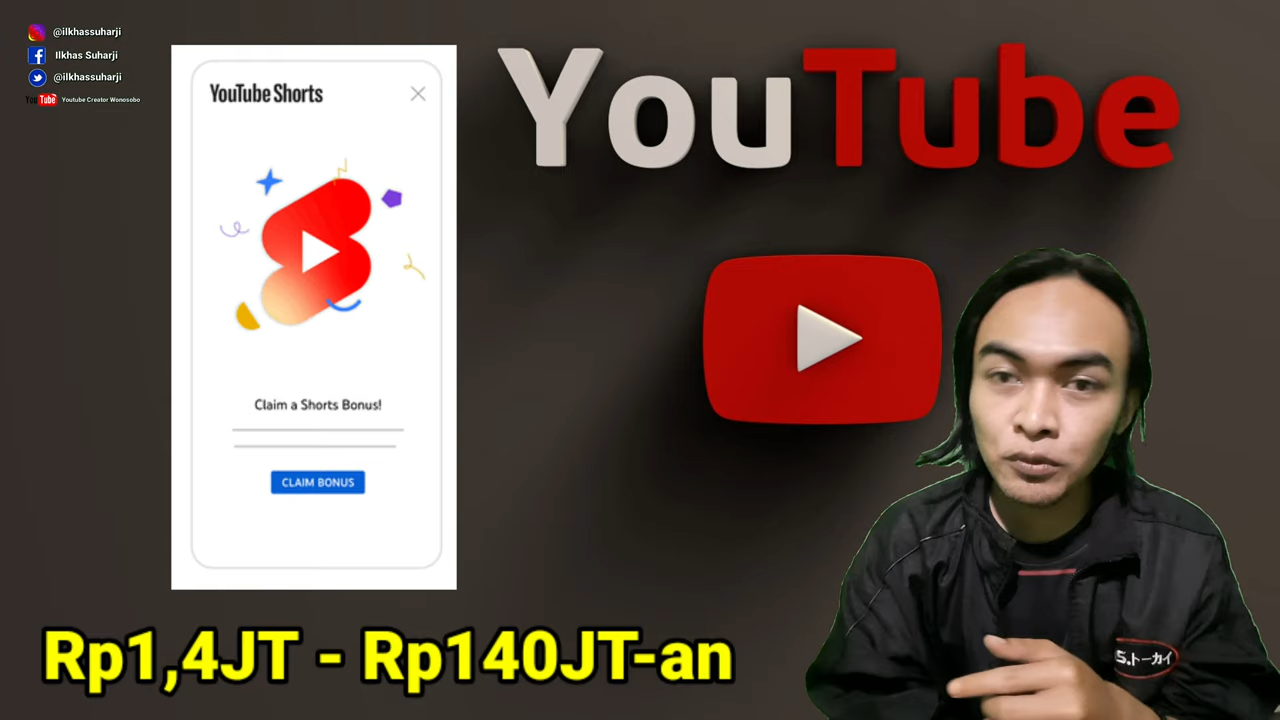 @ilkhassuharji
Ilkhas Suharji
@ilkhassuharji
YouTube Youtube Creator Wonosobo
YouTube Shorts
Claim a Shorts Bonus!
CLAIM BONUS
YouTube
Rp1,4JT - Rp140JT-an
S.トーカイ